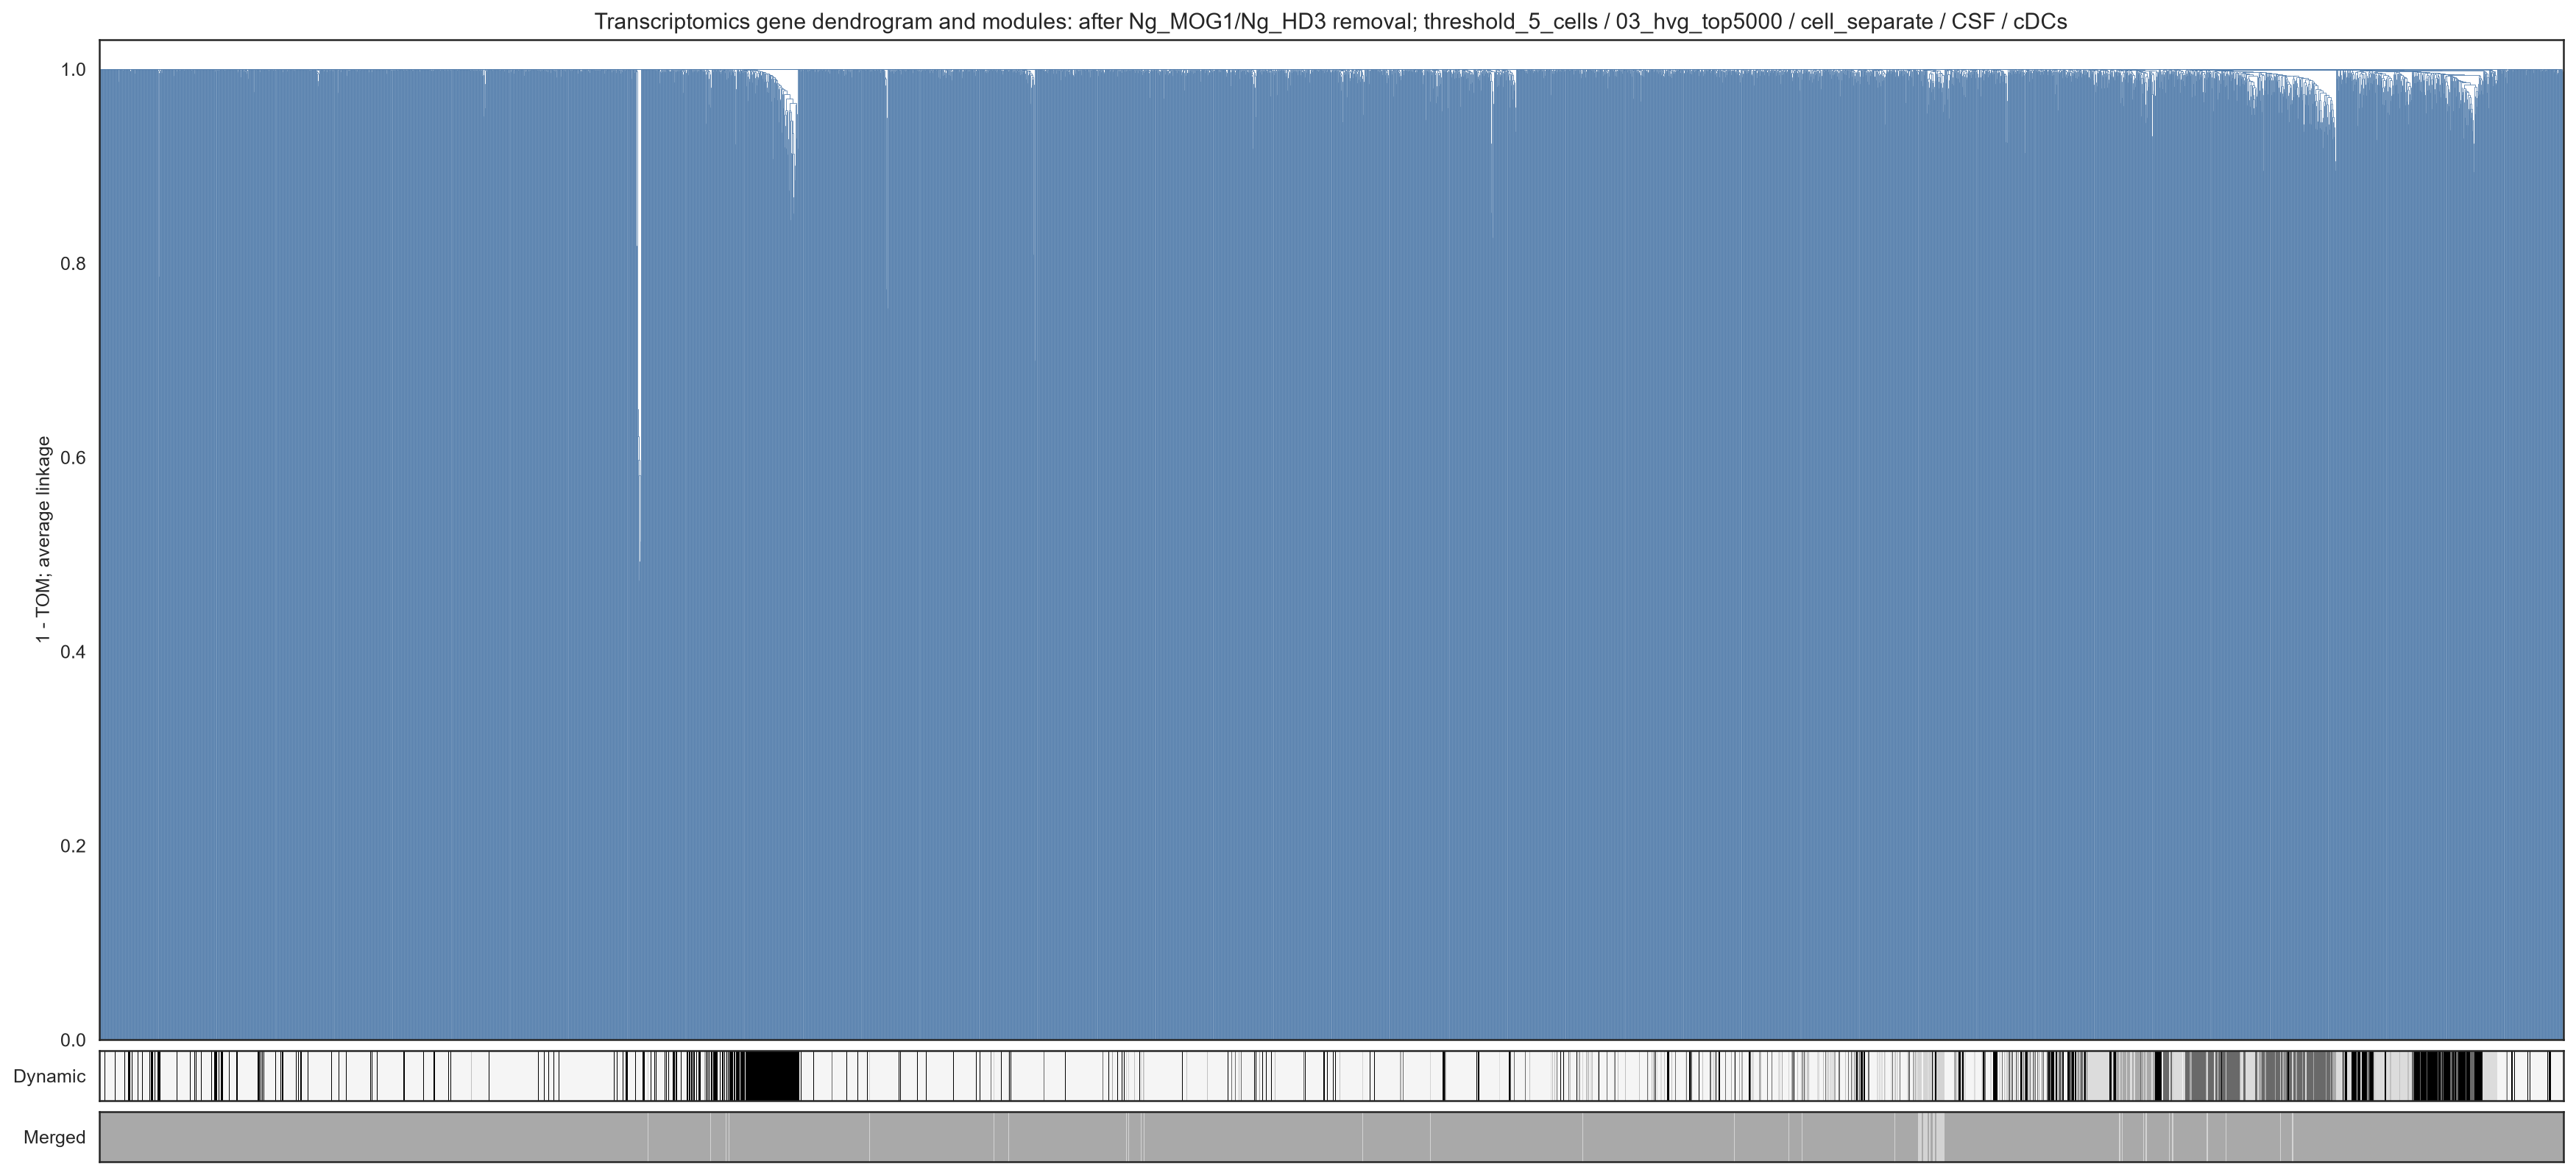 Transcriptomics gene dendrogram and modules: after Ng_MOG1/Ng_HD3 removal; threshold_5_cells / 03_hvg_top5000 / cell_separate / CSF / cDCs
1.0
0.8
0.6
0.4
0.2
0.0
1 - TOM; average linkage
Dynamic
Merged